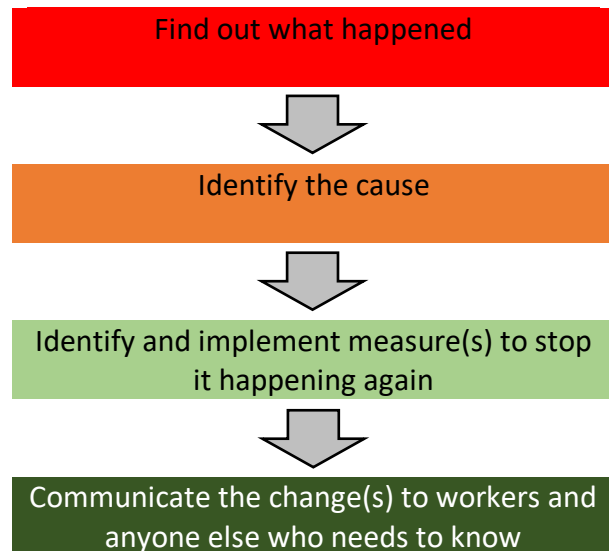 Find out what happened
Identify the cause
Identify and implement measure(s) to stop
it happening again
Communicate the change(s) to workers and
anyone else who needs to know